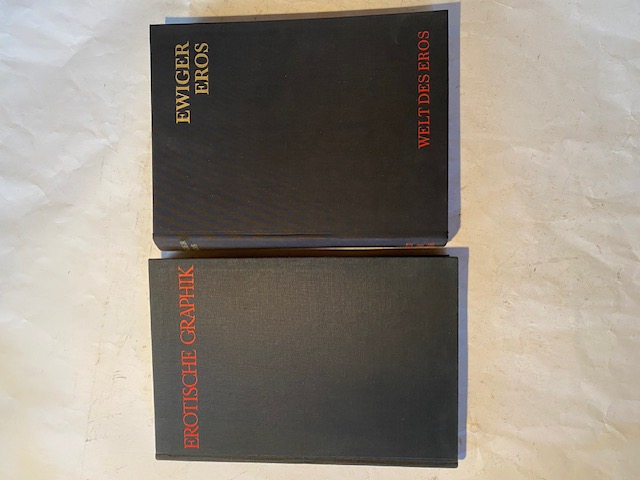 EWIGER
EROS
WELT DES EROS
EROTISCHE GRAPHIK